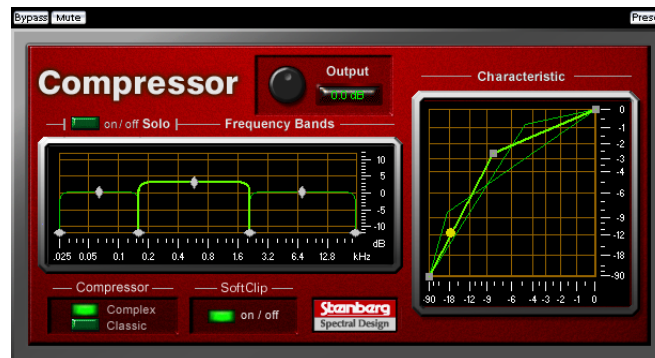 Bypass Mute Prese
Compressor
Output
0.0 dB
Characteristic
on / off Solo Frequency Bands
10
5
0
-5
-10
dB
.025 0.05 0.1 0.2 0.4 0.8 1.6 3.2 6.4 12.8 kHz
0
-1
-2
-3
-4
-6
-9
-12
-18
-90
-90 -18 -12 -9 -6 -4 -3 -2 -1 0
Compressor
Complex
Classic
SoftClip
on / off
Steinberg
Spectral Design